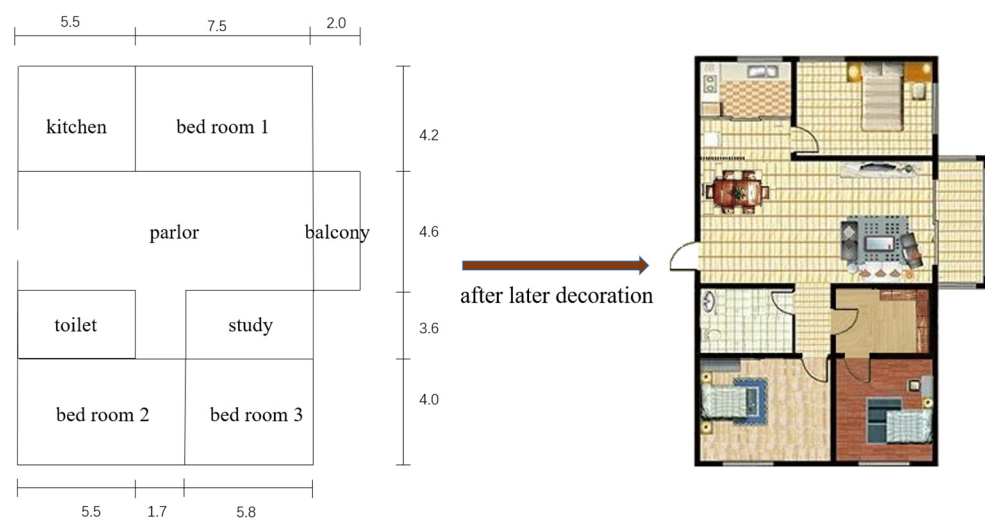 5.5 7.5 2.0
kitchen bed room 1
4.2
parlor balcony
4.6
after later decoration
toilet study
3.6
bed room 2 bed room 3
4.0
5.5 1.7 5.8